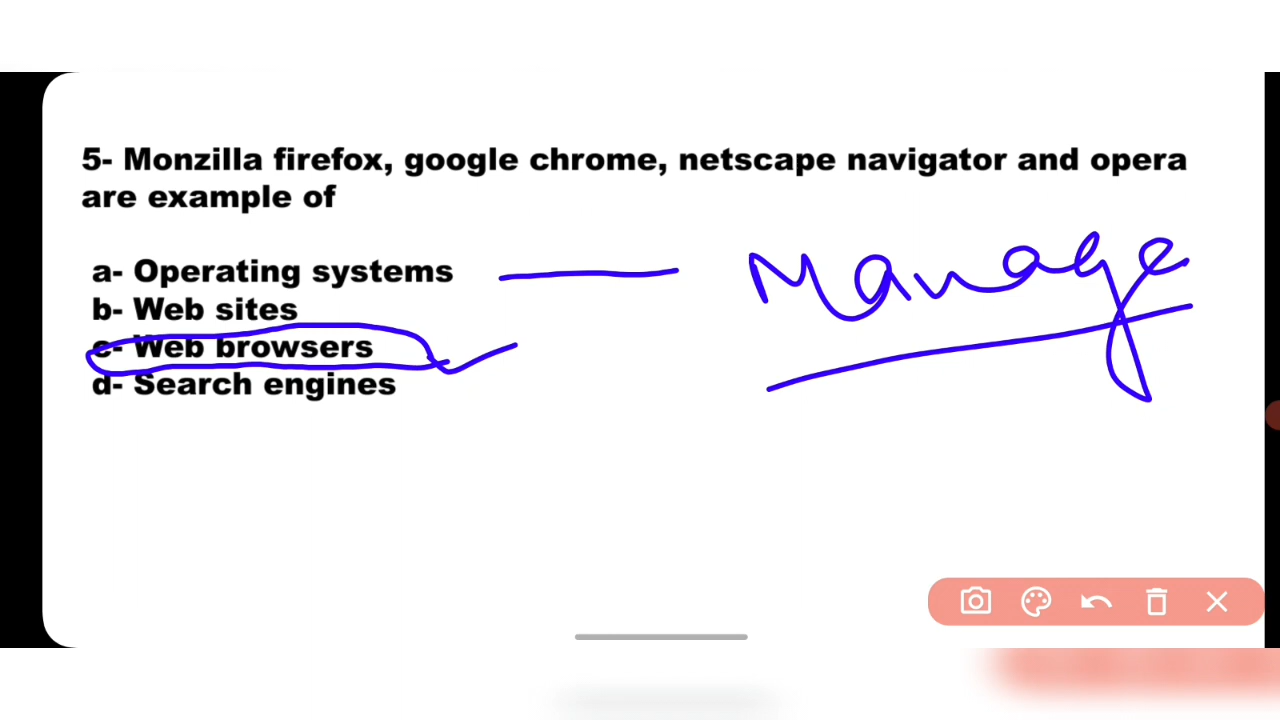 5- Monzilla firefox, google chrome, netscape navigator and opera
are example of
a- Operating systems
Manage
b- Web sites
c- Web browsers
d- Search engines